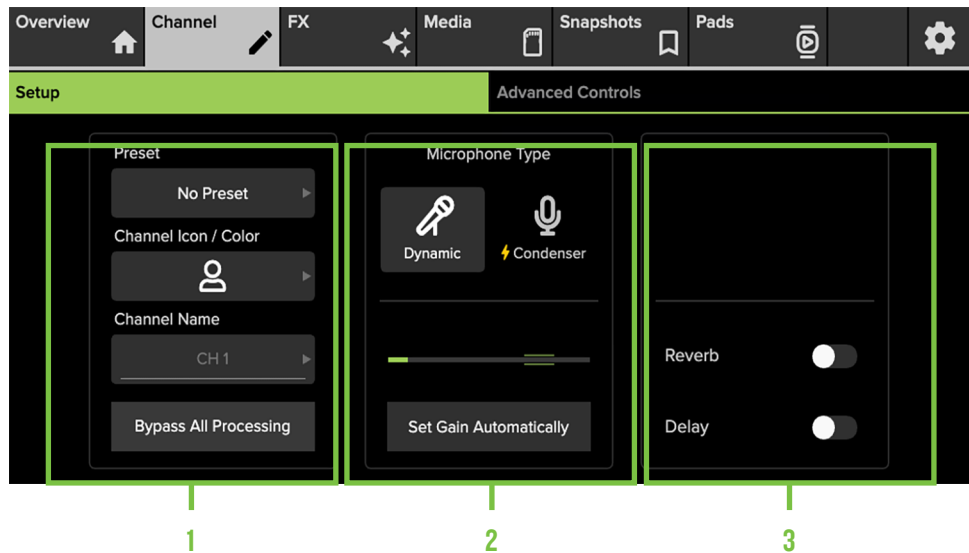 Overview
Channel
FX
Media
Snapshots
Pads
Setup
Advanced Controls
Preset
No Preset
Channel Icon / Color
Channel Name
CH 1
Bypass All Processing
Microphone Type
Dynamic
Condenser
Set Gain Automatically
Reverb
Delay
1
2
3